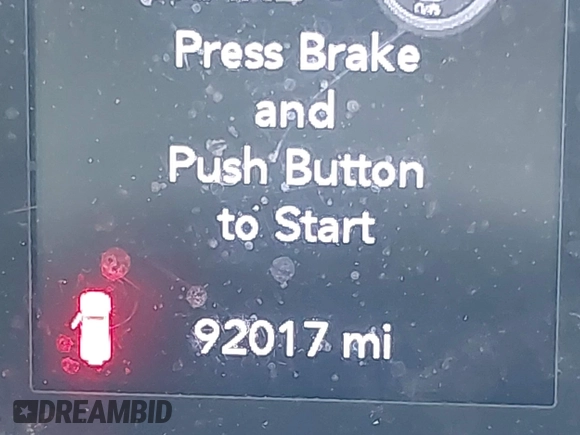 Press Brake
and
Push Button
to Start
92017 mi
DREAMBID